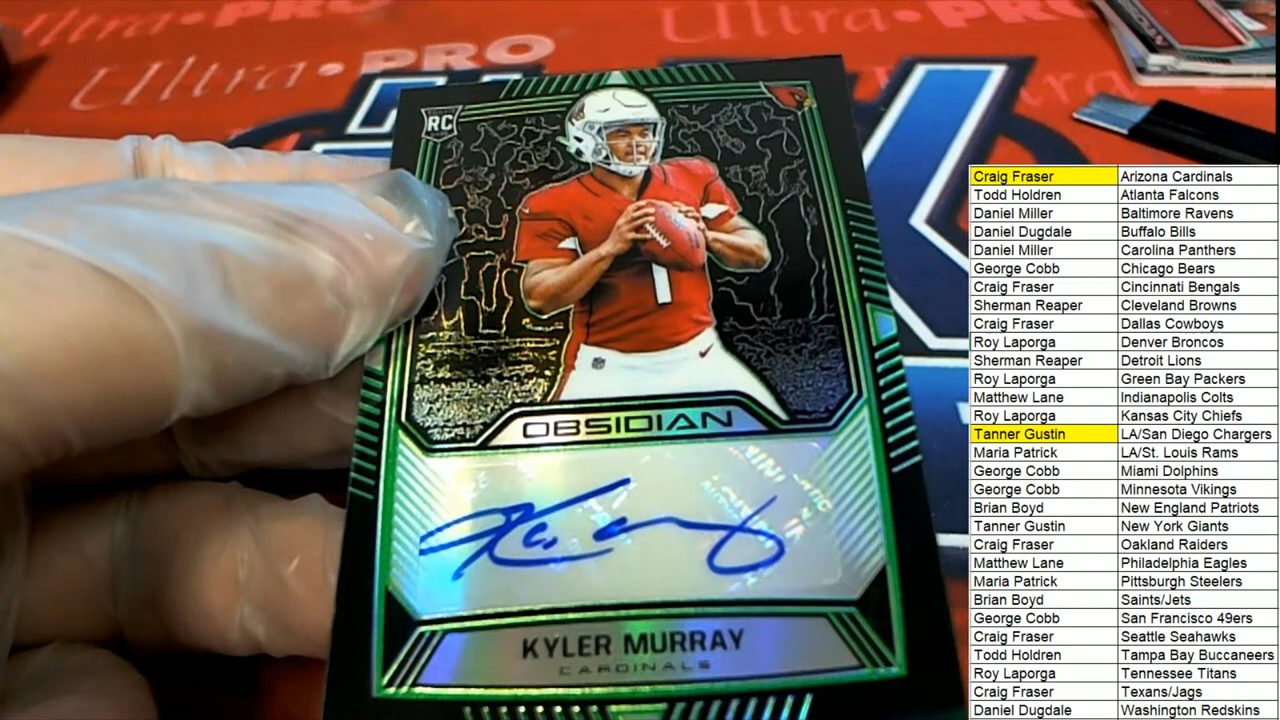 Ultra·PRO
Ultra·PRO
Ultra·PRO
RC
1
OBSIDIAN
KYLER MURRAY
CARDINALS
Craig Fraser Arizona Cardinals
Todd Holdren Atlanta Falcons
Daniel Miller Baltimore Ravens
Daniel Dugdale Buffalo Bills
Daniel Miller Carolina Panthers
George Cobb Chicago Bears
Craig Fraser Cincinnati Bengals
Sherman Reaper Cleveland Browns
Craig Fraser Dallas Cowboys
Roy Laporga Denver Broncos
Sherman Reaper Detroit Lions
Roy Laporga Green Bay Packers
Matthew Lane Indianapolis Colts
Roy Laporga Kansas City Chiefs
Tanner Gustin LA/San Diego Chargers
Maria Patrick LA/St. Louis Rams
George Cobb Miami Dolphins
George Cobb Minnesota Vikings
Brian Boyd New England Patriots
Tanner Gustin New York Giants
Craig Fraser Oakland Raiders
Matthew Lane Philadelphia Eagles
Maria Patrick Pittsburgh Steelers
Brian Boyd Saints/Jets
George Cobb San Francisco 49ers
Craig Fraser Seattle Seahawks
Todd Holdren Tampa Bay Buccaneers
Roy Laporga Tennessee Titans
Craig Fraser Texans/Jags
Daniel Dugdale Washington Redskins